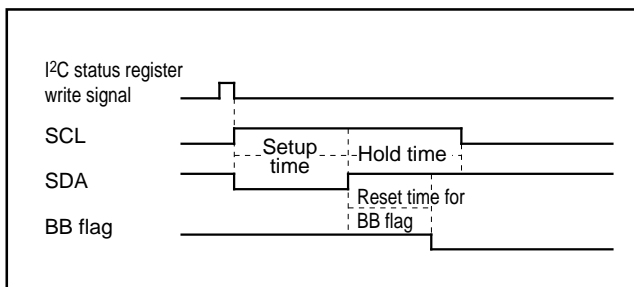 I²C status register
write signal
SCL
Setup
time
Hold time
SDA
Reset time for
BB flag
BB flag